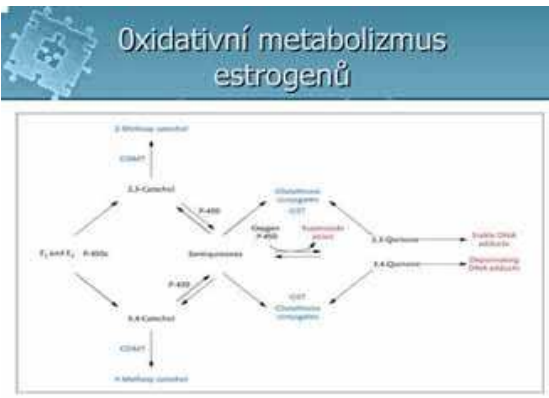 0xidativní metabolizmus
estrogenů
2-Methoxy catechol
COMT
2,3-Catechol
P-450
Glutathione
conjugates
GST
Oxygen
P-450
Superoxide
anion
E₁ and E₂
P-450s
Semiquinones
2,3-Quinone
Stable DNA
adducts
3,4-Quinone
Depurinating
DNA adducts
P-450
GST
Glutathione
conjugates
3,4-Catechol
COMT
4-Methoxy catechol